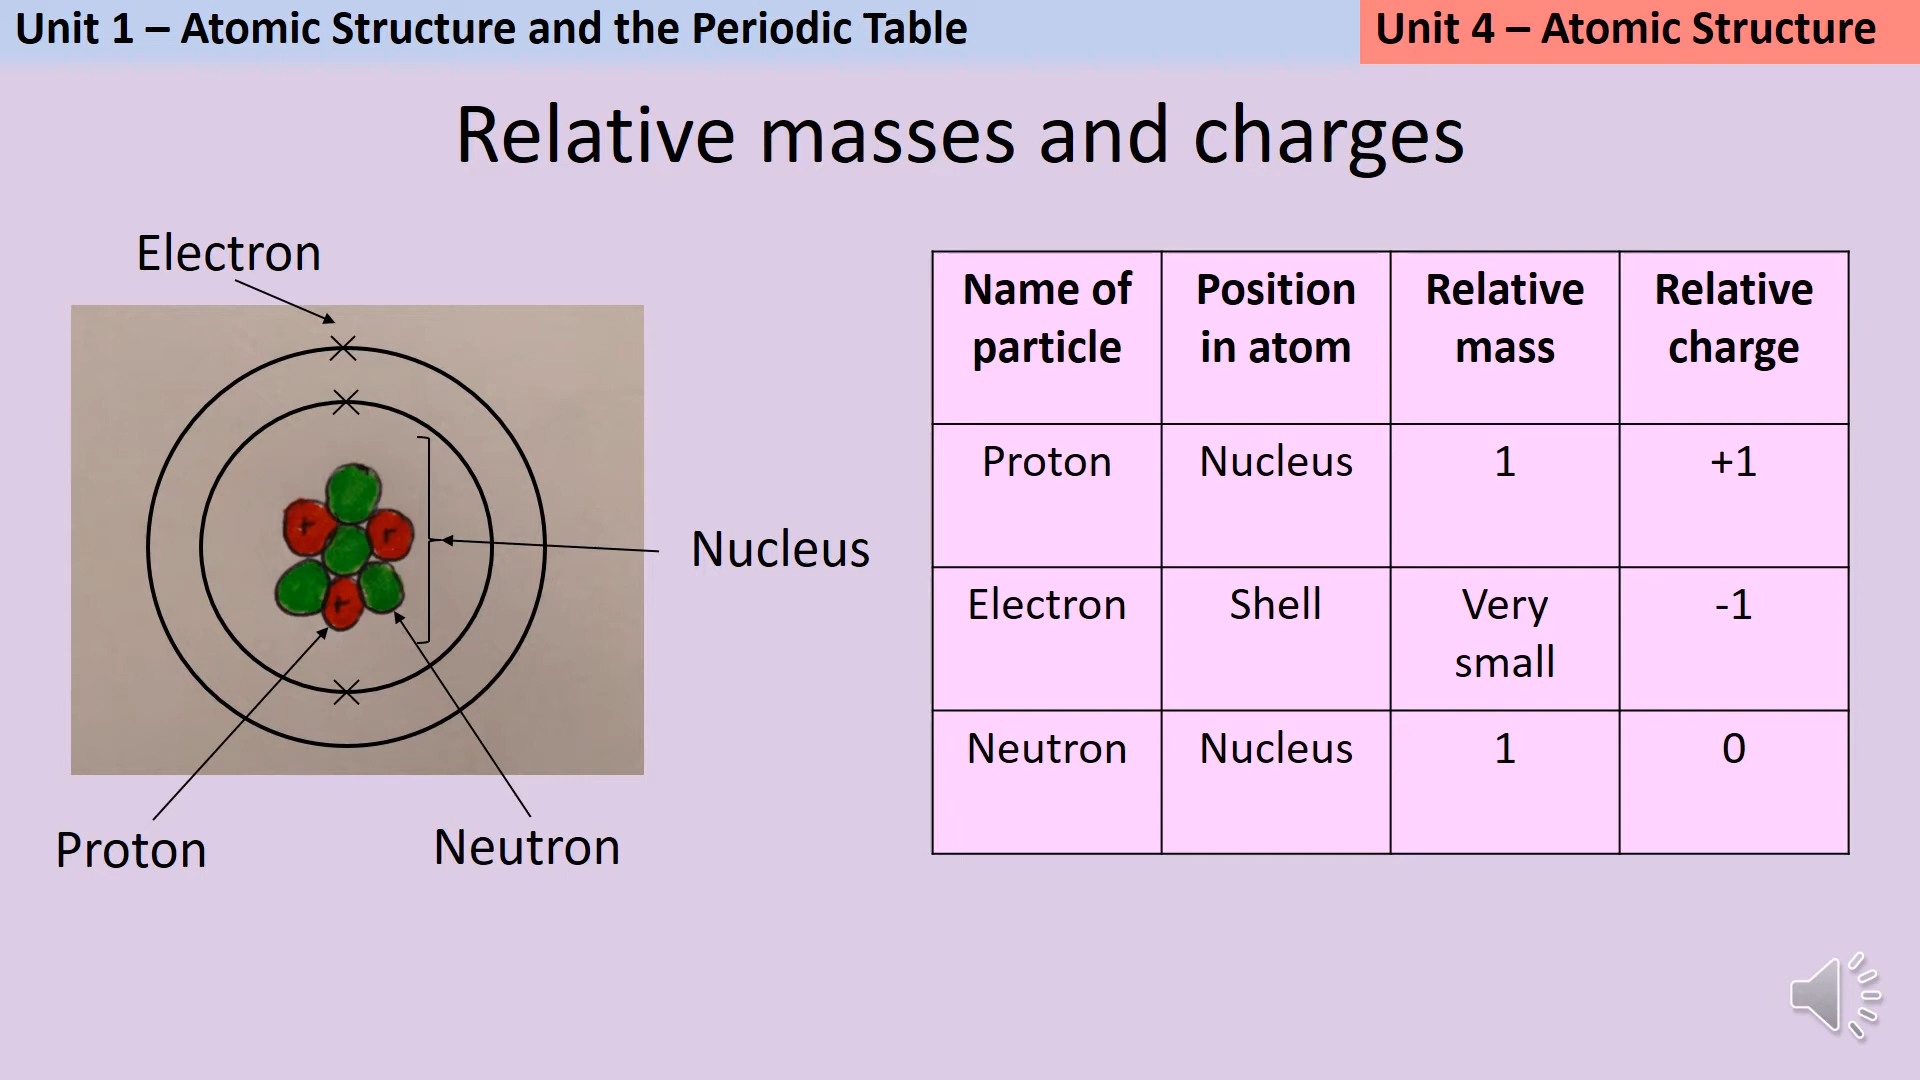 Unit 1 – Atomic Structure and the Periodic Table
Unit 4 – Atomic Structure
Relative masses and charges
Electron
Nucleus
Proton
Neutron
Name of particle
Position in atom
Relative mass
Relative charge
Proton
Nucleus
1
+1
Electron
Shell
Very small
-1
Neutron
Nucleus
1
0